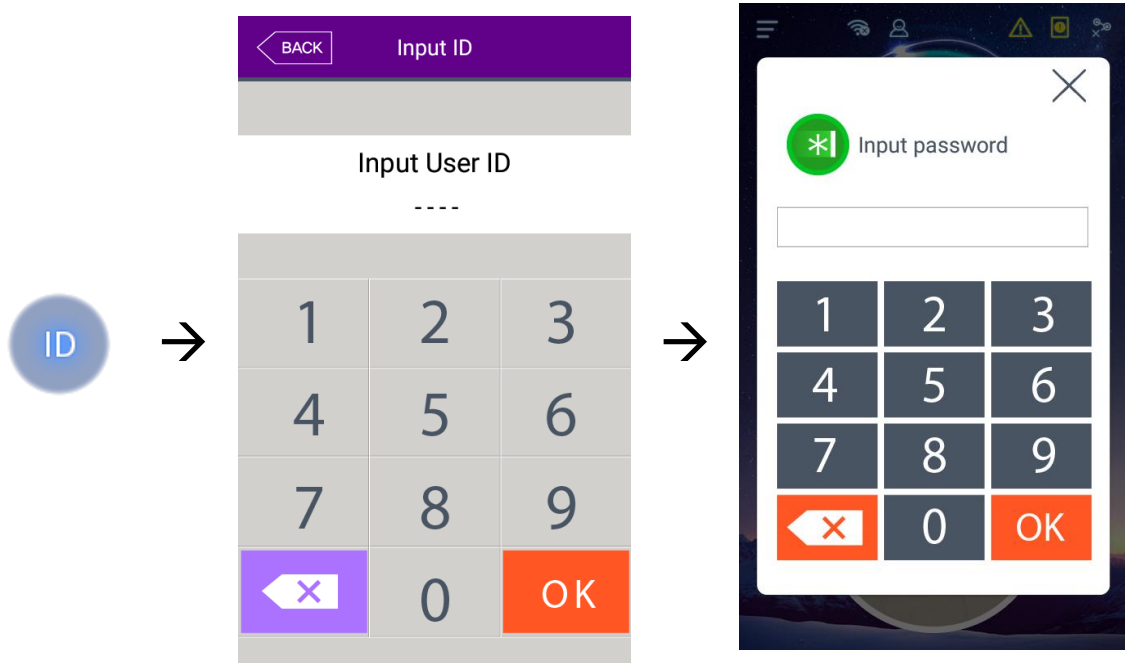 ID
BACK Input ID
Input User ID
----
1 2 3
4 5 6
7 8 9
0 OK
Input password
1 2 3
4 5 6
7 8 9
0 OK